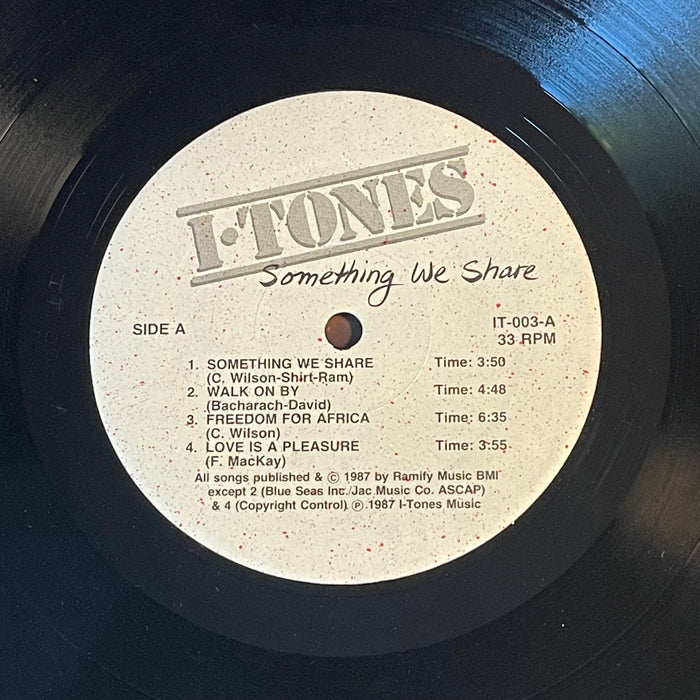 I·TONES
Something We Share
SIDE A
IT-003-A
33 RPM
1. SOMETHING WE SHARE Time: 3:50
(C. Wilson-Shirt-Ram)
2. WALK ON BY Time: 4:48
(Bacharach-David)
3. FREEDOM FOR AFRICA Time: 6:35
(C. Wilson)
4. LOVE IS A PLEASURE Time: 3:55
(F. MacKay)
All songs published & © 1987 by Ramify Music BMI
except 2 (Blue Seas Inc./Jac Music Co. ASCAP)
& 4 (Copyright Control) ℗ 1987 I-Tones Music